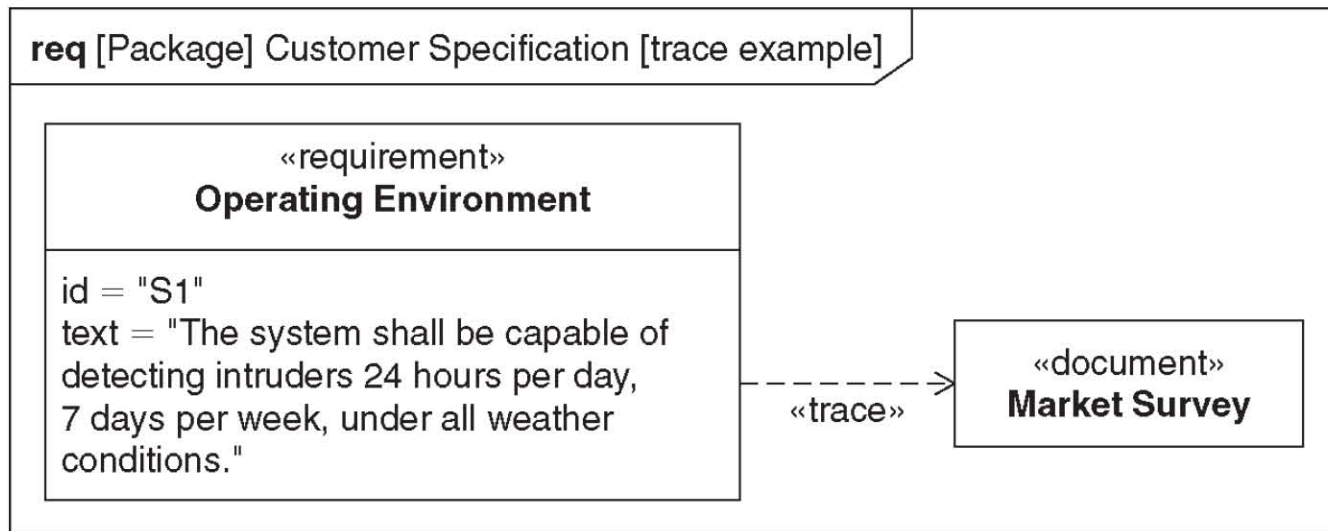 req [Package] Customer Specification [trace example]
«requirement»
Operating Environment
id = "S1"
text = "The system shall be capable of
detecting intruders 24 hours per day,
7 days per week, under all weather
conditions."
«trace»
«document»
Market Survey